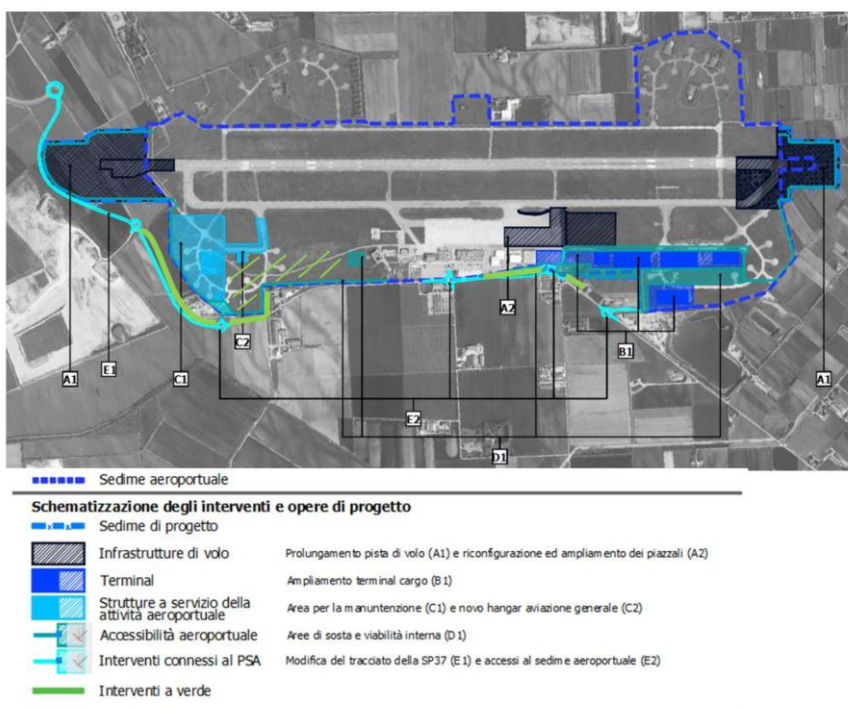 A1
E1
C1
C2
A2
B1
A1
E2
D1
Sedime aeroportuale
Schematizzazione degli interventi e opere di progetto
Sedime di progetto
Infrastrutture di volo Prolungamento pista di volo (A1) e riconfigurazione ed ampliamento dei piazzali (A2)
Terminal Ampliamento terminal cargo (B1)
Strutture a servizio della
attività aeroportuale Area per la manuntenzione (C1) e novo hangar aviazione generale (C2)
Accessibilità aeroportuale Aree di sosta e viabilità interna (D1)
Interventi connessi al PSA Modifica del tracciato della SP37 (E1) e accessi al sedime aeroportuale (E2)
Interventi a verde